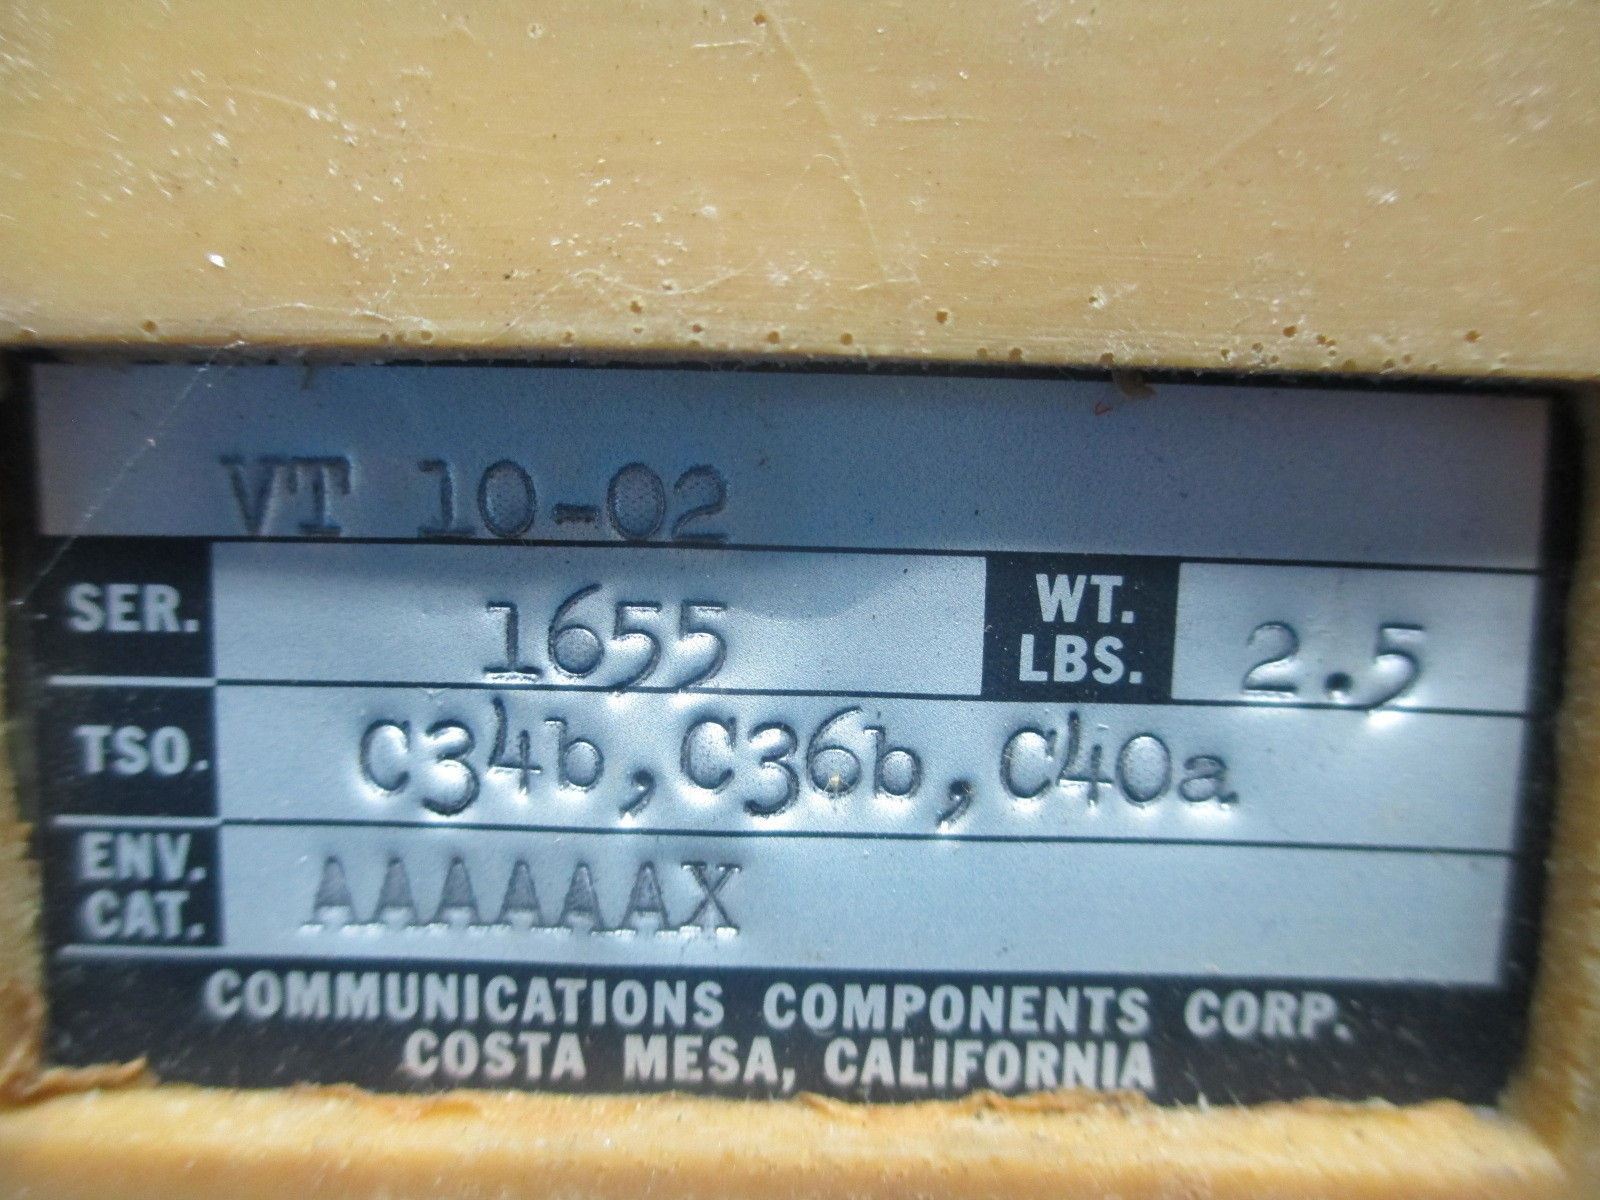 VT 10-02
SER. 1655 WT. LBS. 2.5
TSO. C34b, C36b, C40a
ENV. CAT. AAAAAAX
COMMUNICATIONS COMPONENTS CORP.
COSTA MESA, CALIFORNIA